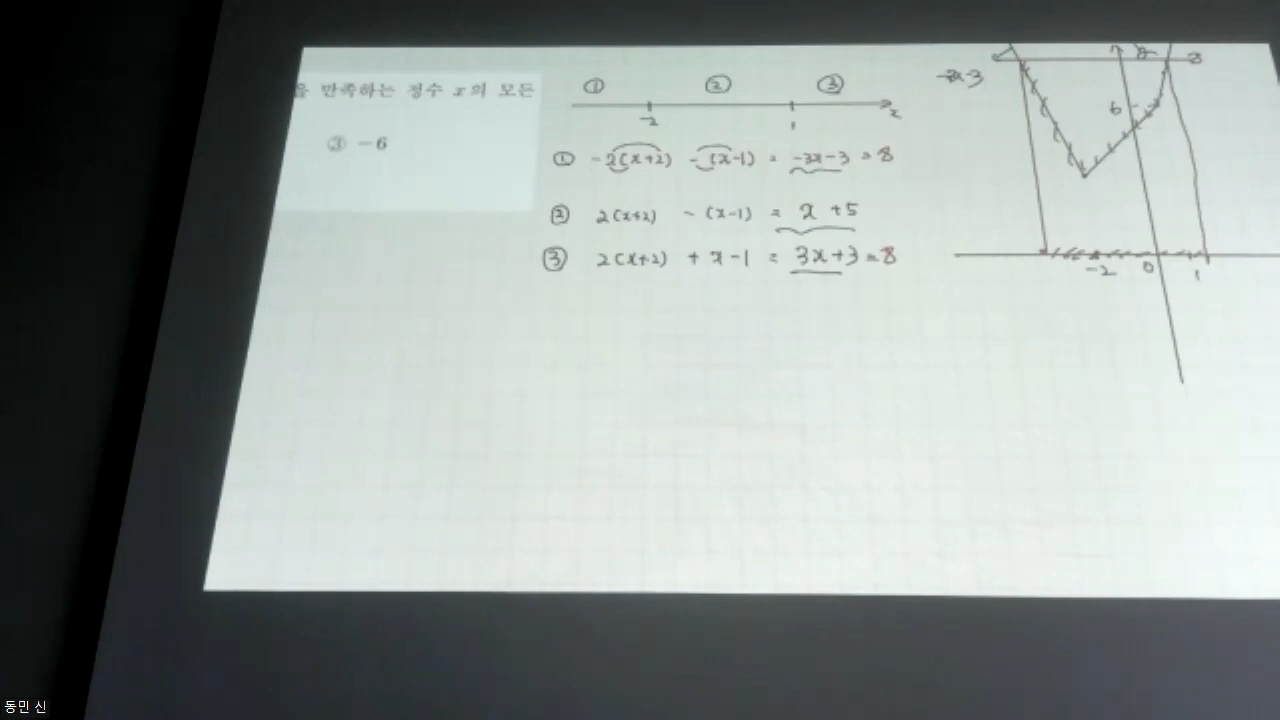 을 만족하는 정수 x의 모든
③ -6
① ② ③
-2 1 x
① -2(x+2) -(x-1) = -3x-3 = 8
② 2(x+2) -(x-1) = x+5
③ 2(x+2) + x-1 = 3x+3 = 8
8
6
-2 0 1
동민 신